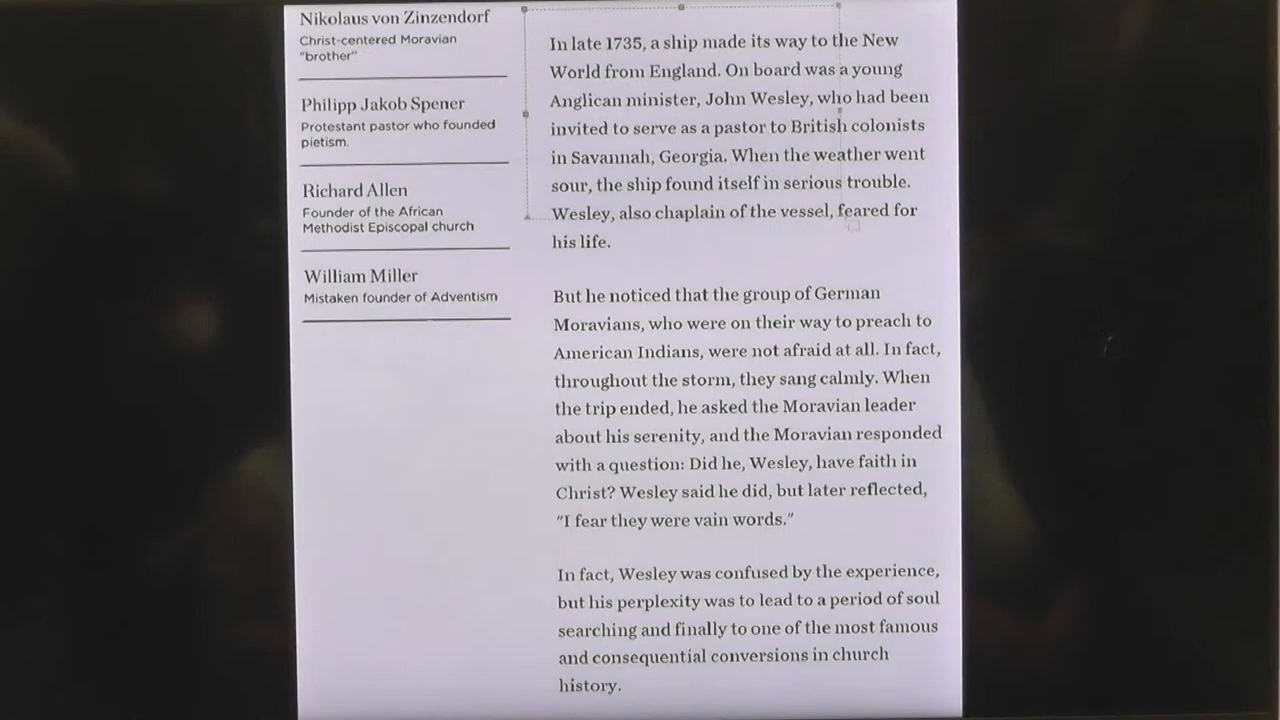 Nikolaus von Zinzendorf
Christ-centered Moravian
"brother"
Philipp Jakob Spener
Protestant pastor who founded
pietism.
Richard Allen
Founder of the African
Methodist Episcopal church
William Miller
Mistaken founder of Adventism
In late 1735, a ship made its way to the New
World from England. On board was a young
Anglican minister, John Wesley, who had been
invited to serve as a pastor to British colonists
in Savannah, Georgia. When the weather went
sour, the ship found itself in serious trouble.
Wesley, also chaplain of the vessel, feared for
his life.
But he noticed that the group of German
Moravians, who were on their way to preach to
American Indians, were not afraid at all. In fact,
throughout the storm, they sang calmly. When
the trip ended, he asked the Moravian leader
about his serenity, and the Moravian responded
with a question: Did he, Wesley, have faith in
Christ? Wesley said he did, but later reflected,
"I fear they were vain words."
In fact, Wesley was confused by the experience,
but his perplexity was to lead to a period of soul
searching and finally to one of the most famous
and consequential conversions in church
history.